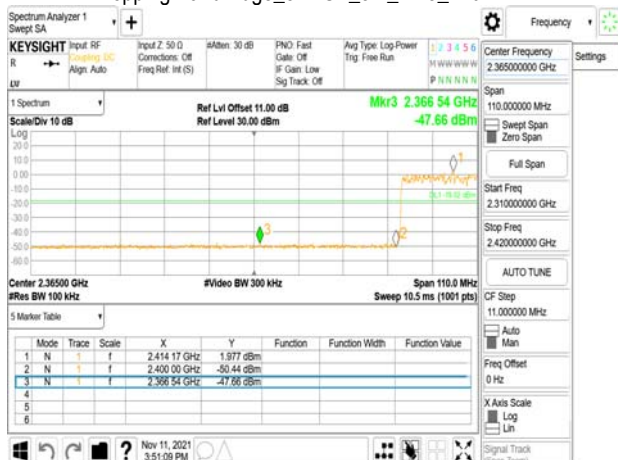 Spectrum Analyzer 1
Swept SA
+
Frequency
KEYSIGHT
R
LVI
Input: RF
Coupling: DC
Align: Auto
Input Z: 50 Ω
Corrections: Off
Freq Ref: Int (S)
#Atten: 30 dB
PNO: Fast
Gate: Off
IF Gain: Low
Sig Track: Off
Avg Type: Log-Power
Trig: Free Run
1 2 3 4 5 6
M W W W W W
P N N N N N
1 Spectrum
Scale/Div 10 dB
Log
Ref Lvl Offset 11.00 dB
Ref Level 30.00 dBm
Mkr3 2.366 54 GHz
-47.66 dBm
20.0
10.0
0.00
-10.0
-20.0
-30.0
-40.0
-50.0
-60.0
1
2
3
Center 2.36500 GHz
#Res BW 100 kHz
#Video BW 300 kHz
Span 110.0 MHz
Sweep 10.5 ms (1001 pts)
5 Marker Table
Mode Trace Scale X Y Function Function Width Function Value
1 N 1 f 2.414 17 GHz 1.977 dBm
2 N 1 f 2.400 00 GHz -50.44 dBm
3 N 1 f 2.366 54 GHz -47.66 dBm
4
5
6
?
Nov 11, 2021
3:51:09 PM
Center Frequency
2.365000000 GHz
Settings
Span
110.000000 MHz
Swept Span
Zero Span
Full Span
Start Freq
2.310000000 GHz
Stop Freq
2.420000000 GHz
AUTO TUNE
CF Step
11.000000 MHz
Auto
Man
Freq Offset
0 Hz
X Axis Scale
Log
Lin
Signal Track